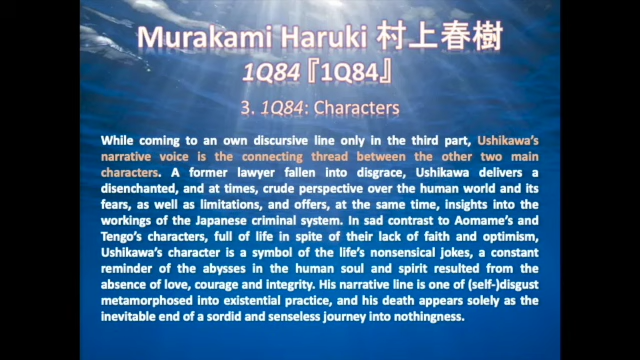 Murakami Haruki 村上春樹
1Q84『1Q84』
3. 1Q84: Characters
While coming to an own discursive line only in the third part, Ushikawa's
narrative voice is the connecting thread between the other two main
characters. A former lawyer fallen into disgrace, Ushikawa delivers a
disenchanted, and at times, crude perspective over the human world and its
fears, as well as limitations, and offers, at the same time, insights into the
workings of the Japanese criminal system. In sad contrast to Aomame's and
Tengo's characters, full of life in spite of their lack of faith and optimism,
Ushikawa's character is a symbol of the life's nonsensical jokes, a constant
reminder of the abysses in the human soul and spirit resulted from the
absence of love, courage and integrity. His narrative line is one of (self-)disgust
metamorphosed into existential practice, and his death appears solely as the
inevitable end of a sordid and senseless journey into nothingness.